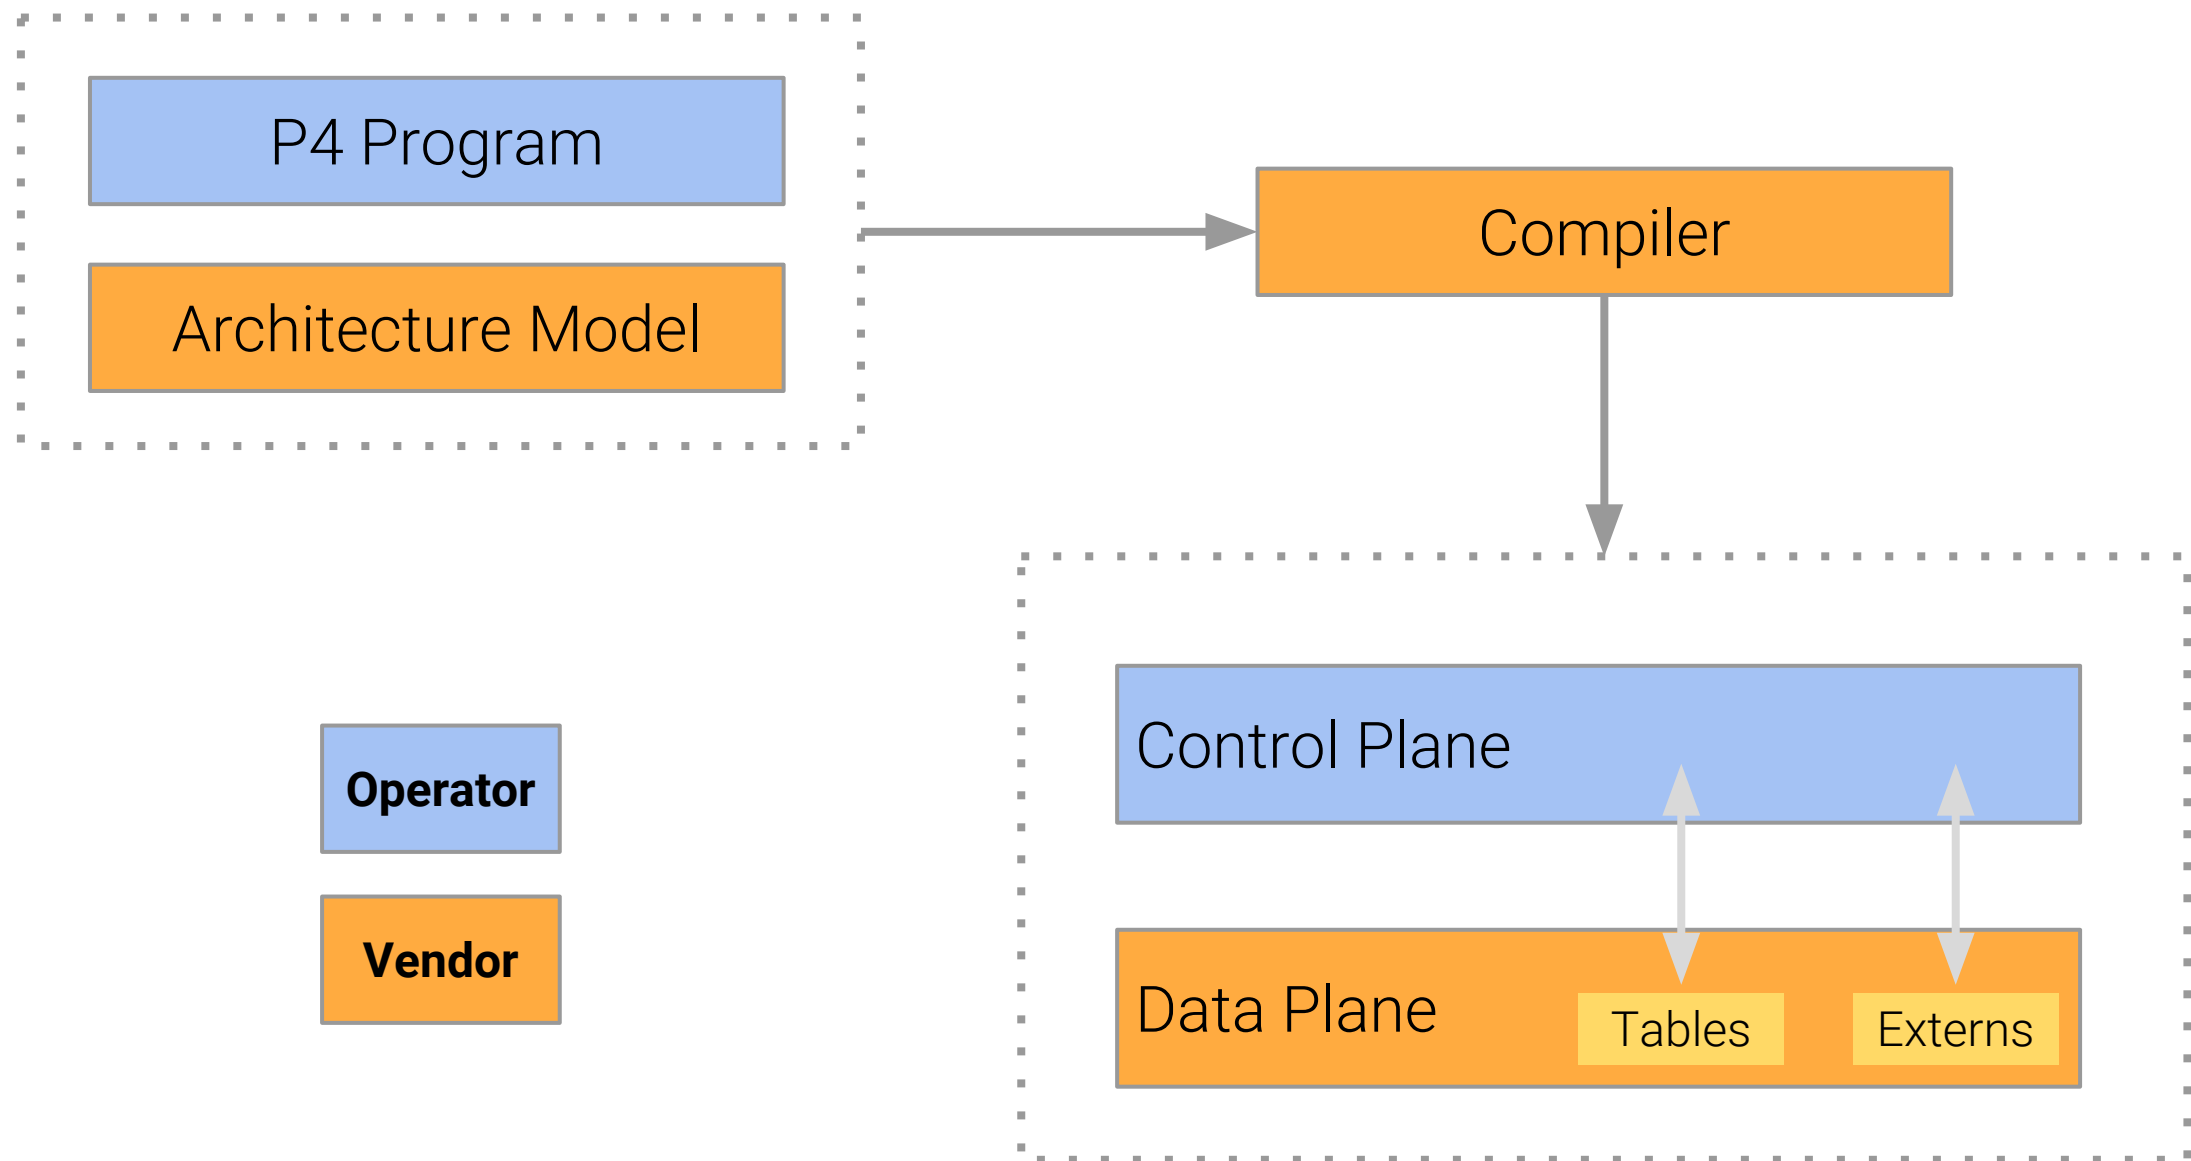 P4 Program
Architecture Model
Compiler
Control Plane
Data Plane
Tables
Externs
Operator
Vendor